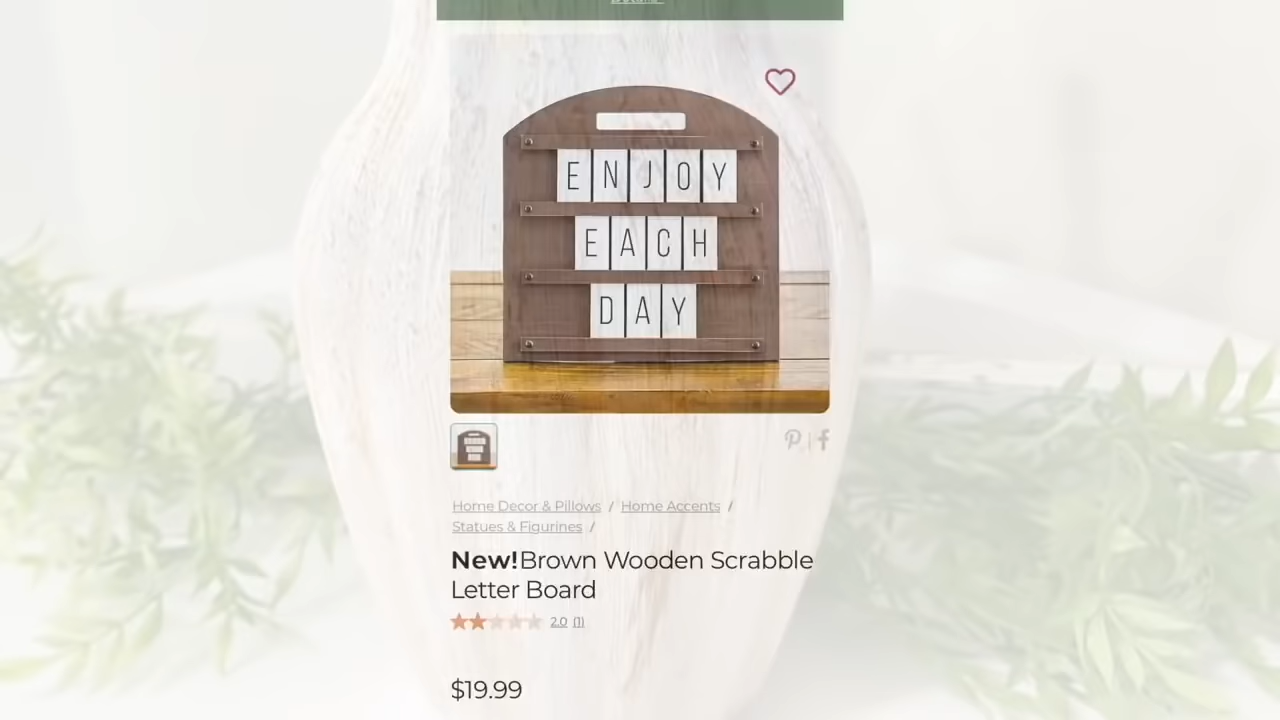 ENJOY
EACH
DAY
Home Decor & Pillows / Home Accents /
Statues & Figurines /
New!Brown Wooden Scrabble
Letter Board
2.0 (1)
$19.99